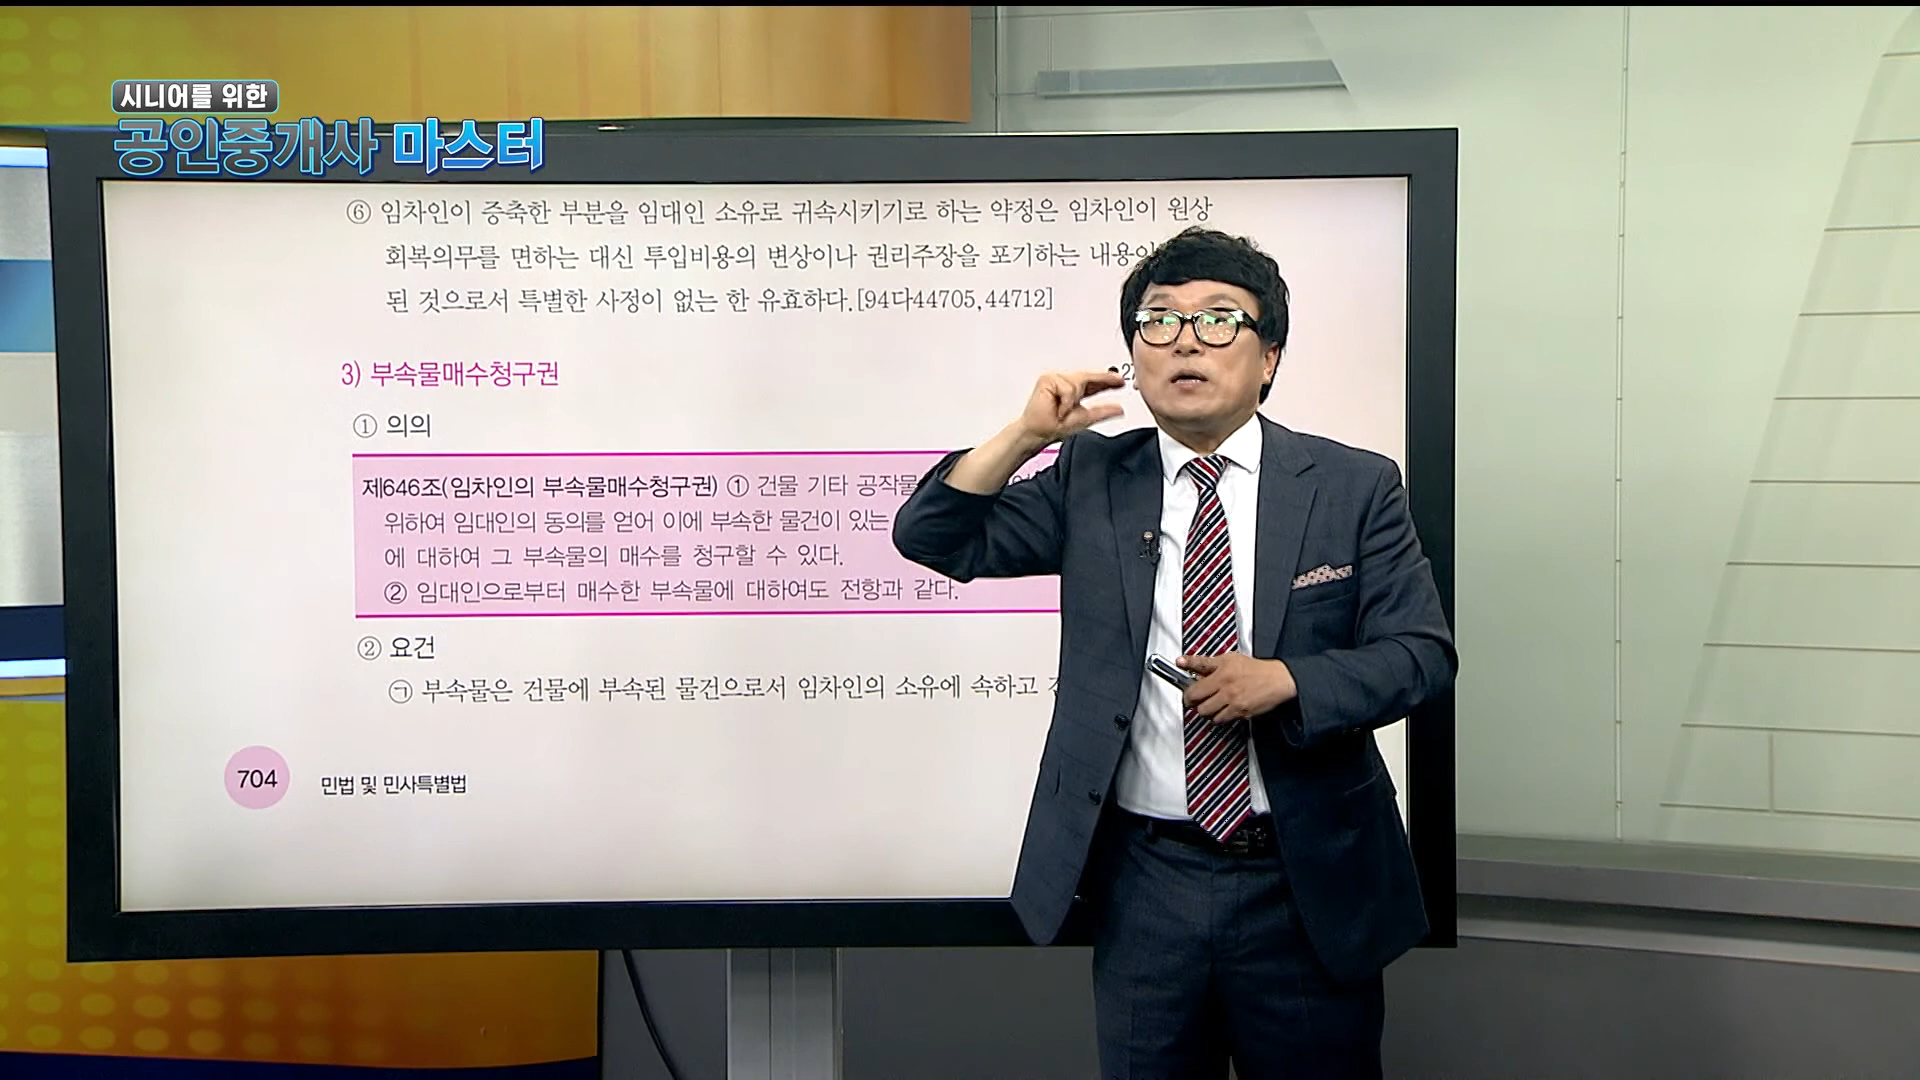 시니어를 위한
공인중개사 마스터
⑥ 임차인이 증축한 부분을 임대인 소유로 귀속시키기로 하는 약정은 임차인이 원상
회복의무를 면하는 대신 투입비용의 변상이나 권리주장을 포기하는 내용이
된 것으로서 특별한 사정이 없는 한 유효하다.[94다44705, 44712]
3) 부속물매수청구권
① 의의
제646조(임차인의 부속물매수청구권) ① 건물 기타 공작물
위하여 임대인의 동의를 얻어 이에 부속한 물건이 있는
에 대하여 그 부속물의 매수를 청구할 수 있다.
② 임대인으로부터 매수한 부속물에 대하여도 전항과 같다.
② 요건
㉠ 부속물은 건물에 부속된 물건으로서 임차인의 소유에 속하고
704 민법 및 민사특별법